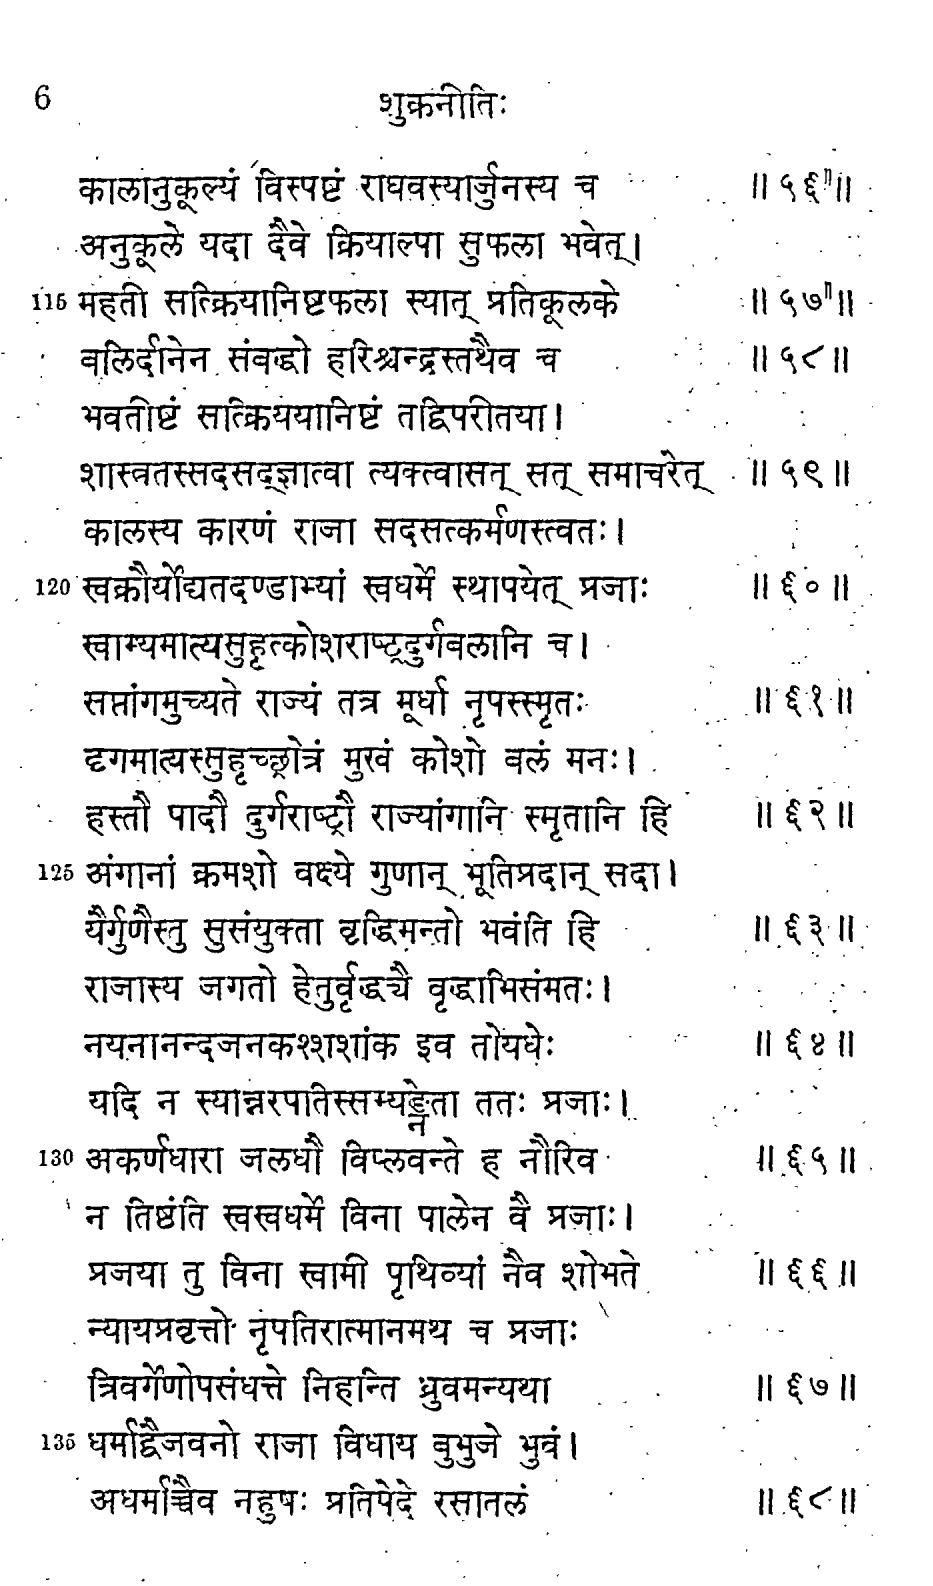 6 शुक्रनीतिः
कालानुकूल्यं विस्पष्टं राघवस्यार्जुनस्य च ॥ ५६॥
अनुकूले यदा दैवे क्रियाल्पा सुफला भवेत्।
115 महती सत्क्रियानिष्टफला स्यात् प्रतिकूलके ॥ ५७॥
वलिर्दानेन संवद्धो हरिश्चन्द्रस्तथैव च ॥ ५८॥
भवतीष्टं सत्क्रिययानिष्टं तद्विपरीतया।
शास्त्रतस्सदसद्ज्ञात्वा त्यक्त्वासत् सत् समाचरेत् ॥ ५९॥
कालस्य कारणं राजा सदसत्कर्मणस्त्वतः।
120 स्वक्रौर्योद्यतदण्डाभ्यां स्वधर्मे स्थापयेत् प्रजाः ॥ ६०॥
स्वाम्यमात्यसुहृत्कोशराष्ट्रदुर्गवलानि च।
सप्तांगमुच्यते राज्यं तत्र मूर्धा नृपस्स्मृतः ॥ ६१॥
दृगमात्यस्सुहृच्छ्रोत्रं मुखं कोशो वलं मनः।
हस्तौ पादौ दुर्गराष्ट्रौ राज्यांगानि स्मृतानि हि ॥ ६२॥
125 अंगानां क्रमशो वक्ष्ये गुणान् भूतिप्रदान् सदा।
यैर्गुणैस्तु सुसंयुक्ता वृद्धिमन्तो भवंति हि ॥ ६३॥
राजास्य जगतो हेतुर्वृद्ध्यै वृद्धाभिसंमतः।
नयनानन्दजनकश्शशांक इव तोयधेः ॥ ६४॥
यदि न स्यान्नरपतिस्सम्यङ्नेता ततः प्रजाः।
130 अकर्णधारा जलधौ विप्लवन्ते ह नौरिव ॥ ६५॥
न तिष्ठंति स्वस्वधर्मे विना पालेन वै प्रजाः।
प्रजया तु विना स्वामी पृथिव्यां नैव शोभते ॥ ६६॥
न्यायप्रवृत्तो नृपतिरात्मानमथ च प्रजाः
त्रिवर्गेणोपसंधत्ते निहन्ति ध्रुवमन्यथा ॥ ६७॥
135 धर्माद्वैजवनो राजा विधाय वुभुजे भुवं।
अधर्माच्चैव नहुषः प्रतिपेदे रसातलं ॥ ६८॥